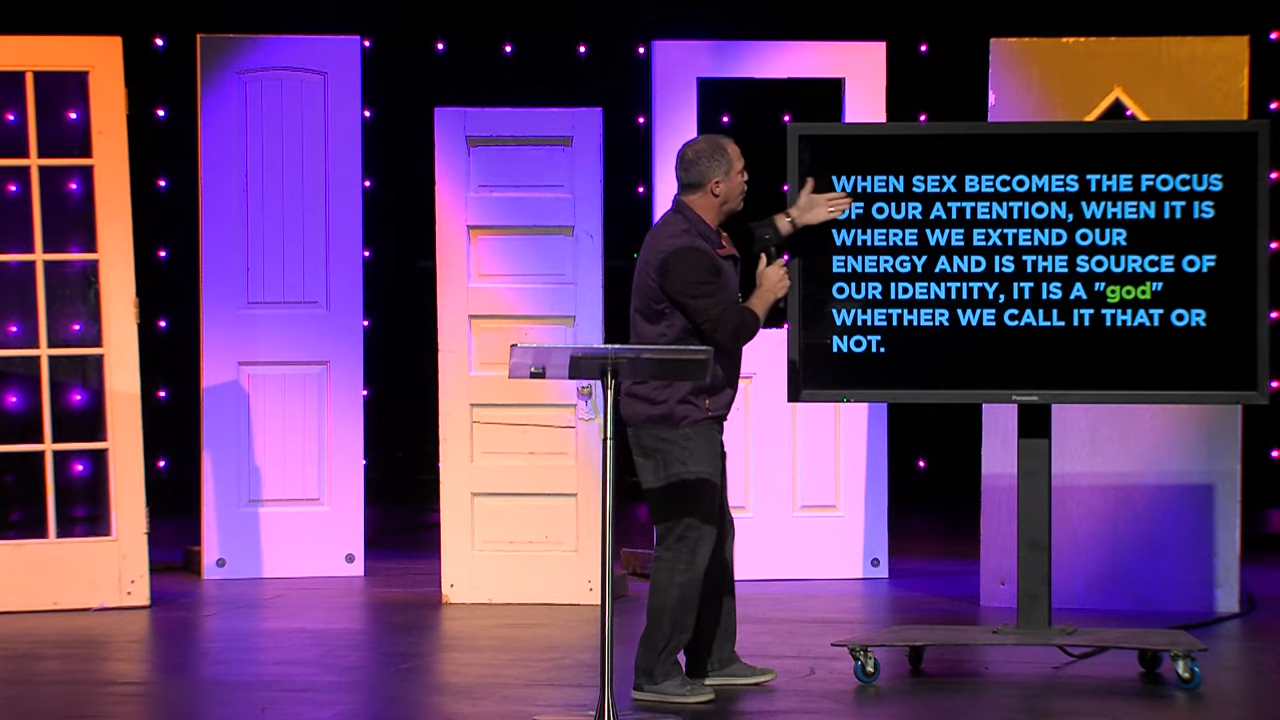 WHEN SEX BECOMES THE FOCUS
OF OUR ATTENTION, WHEN IT IS
WHERE WE EXTEND OUR
ENERGY AND IS THE SOURCE OF
OUR IDENTITY, IT IS A "god"
WHETHER WE CALL IT THAT OR
NOT.
Panasonic